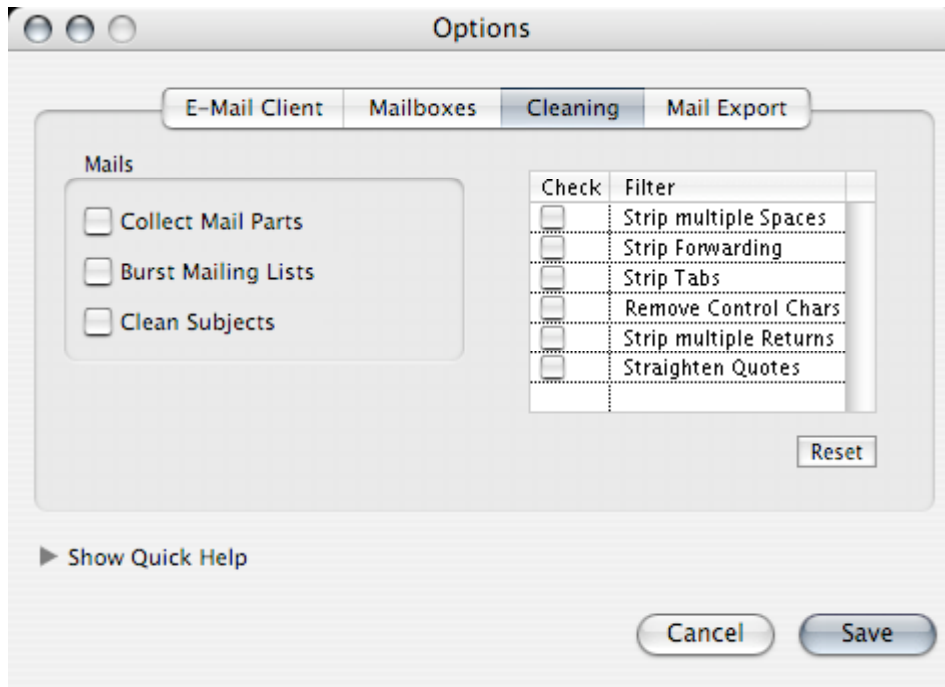 Options
E-Mail Client Mailboxes Cleaning Mail Export
Mails
Collect Mail Parts
Burst Mailing Lists
Clean Subjects
Check Filter
Strip multiple Spaces
Strip Forwarding
Strip Tabs
Remove Control Chars
Strip multiple Returns
Straighten Quotes
Reset
Show Quick Help
Cancel Save